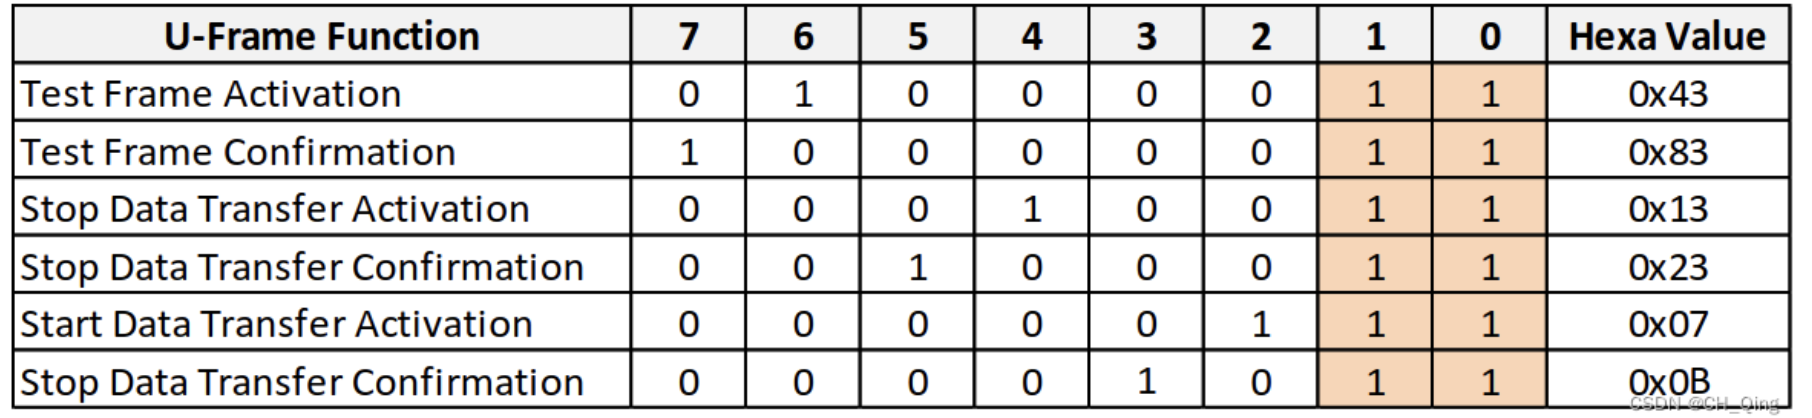 U-Frame Function 7 6 5 4 3 2 1 0 Hexa Value
Test Frame Activation 0 1 0 0 0 0 1 1 0x43
Test Frame Confirmation 1 0 0 0 0 0 1 1 0x83
Stop Data Transfer Activation 0 0 0 1 0 0 1 1 0x13
Stop Data Transfer Confirmation 0 0 1 0 0 0 1 1 0x23
Start Data Transfer Activation 0 0 0 0 0 1 1 1 0x07
Stop Data Transfer Confirmation 0 0 0 0 1 0 1 1 0x0B
CSDN @CH_Qing